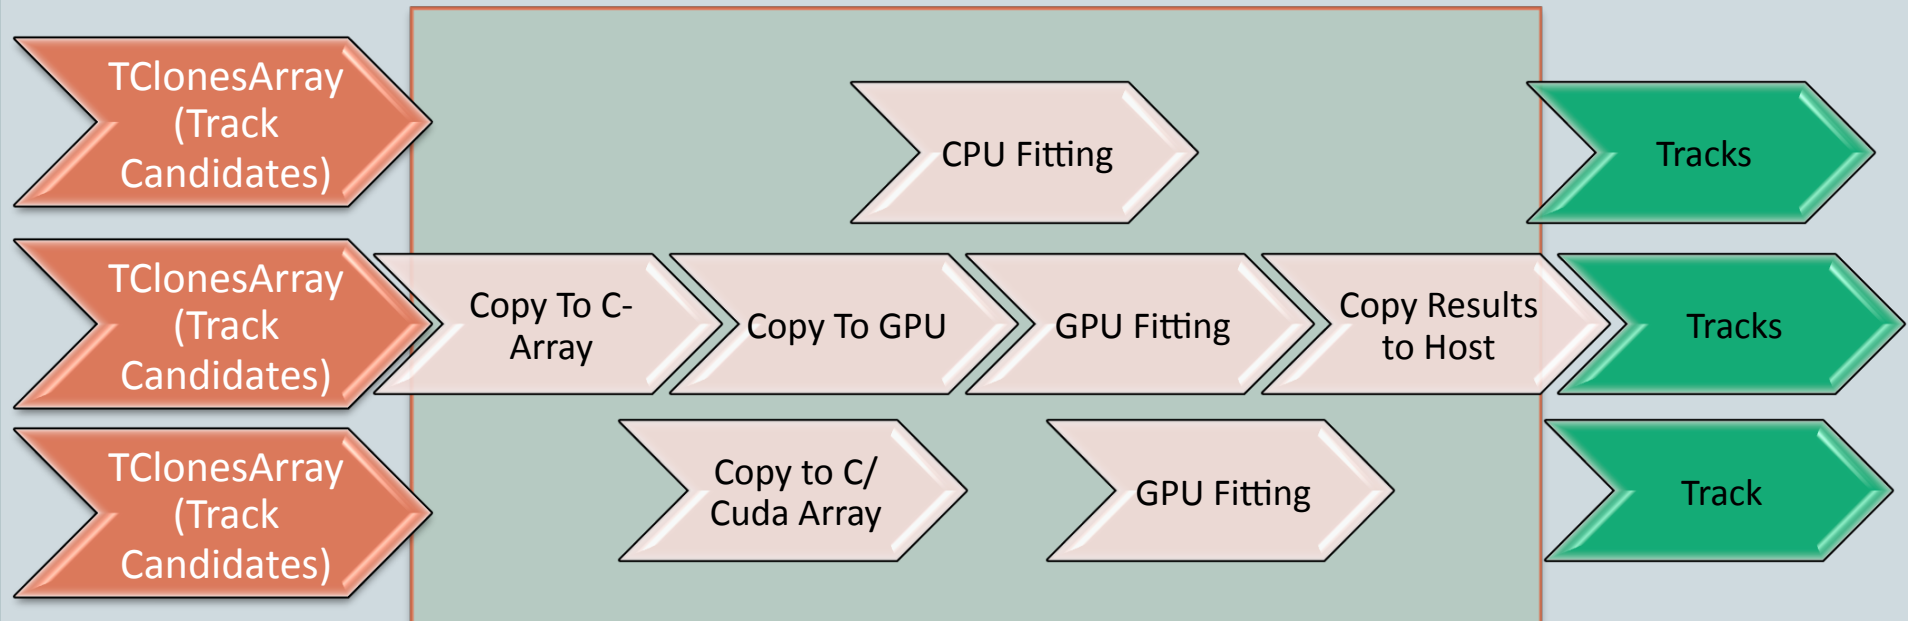 TClonesArray
(Track
Candidates)
CPU Fitting
Tracks
TClonesArray
(Track
Candidates)
Copy To C-
Array
Copy To GPU
GPU Fitting
Copy Results
to Host
Tracks
TClonesArray
(Track
Candidates)
Copy to C/
Cuda Array
GPU Fitting
Track